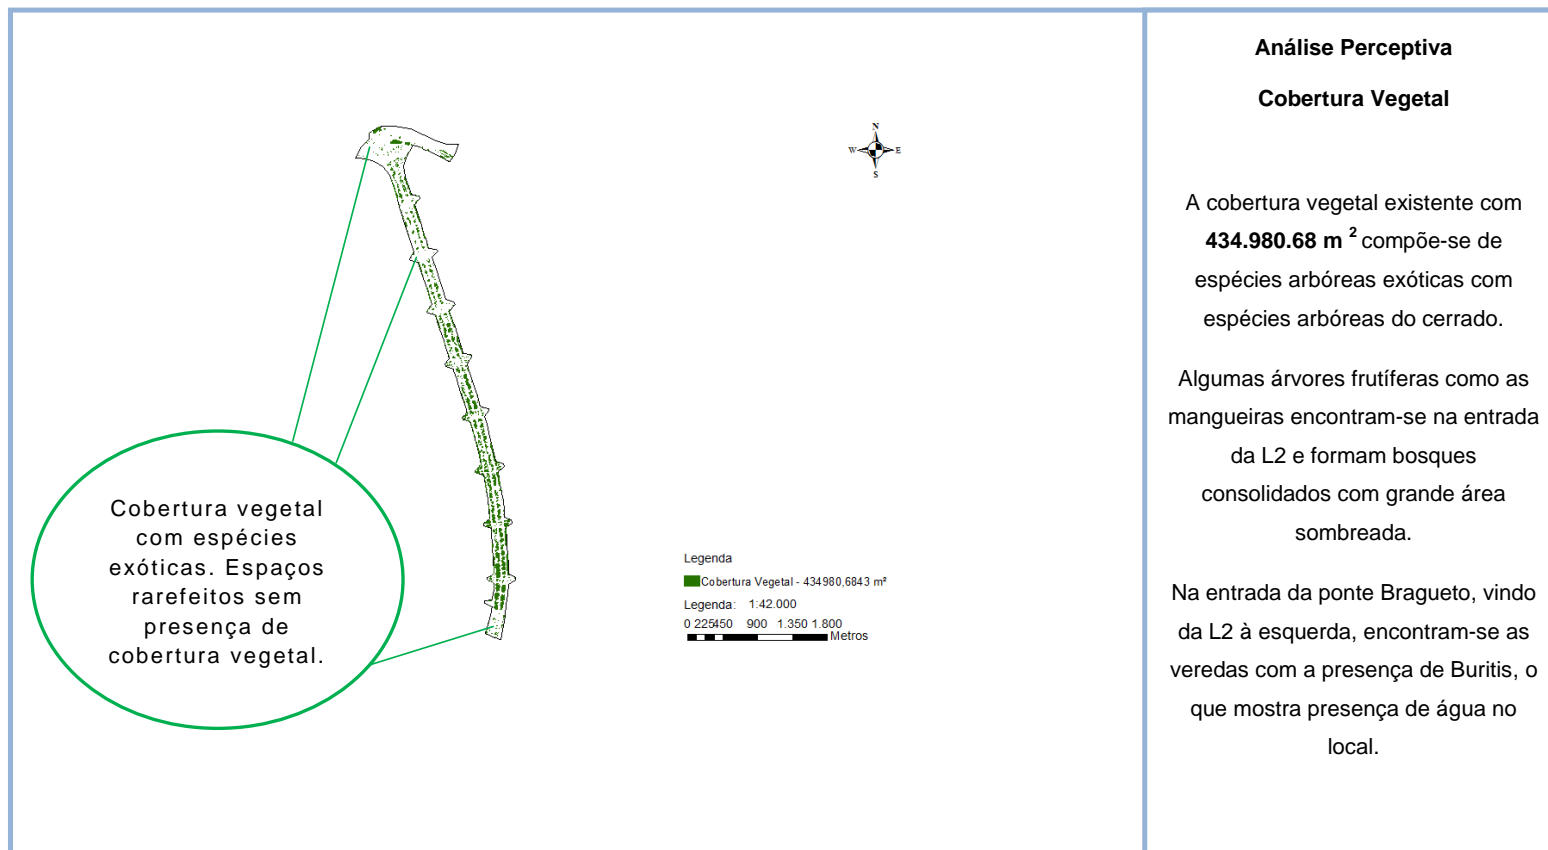 Análise Perceptiva
Cobertura Vegetal
A cobertura vegetal existente com
434.980.68 m ² compõe-se de
espécies arbóreas exóticas com
espécies arbóreas do cerrado.
Algumas árvores frutíferas como as
mangueiras encontram-se na entrada
da L2 e formam bosques
consolidados com grande área
sombreada.
Na entrada da ponte Bragueto, vindo
da L2 à esquerda, encontram-se as
veredas com a presença de Buritis, o
que mostra presença de água no
local.
N
W E
S
Cobertura vegetal
com espécies
exóticas. Espaços
rarefeitos sem
presença de
cobertura vegetal.
Legenda
Cobertura Vegetal - 434980,6843 m²
Legenda: 1:42.000
0 225450 900 1.350 1.800
Metros